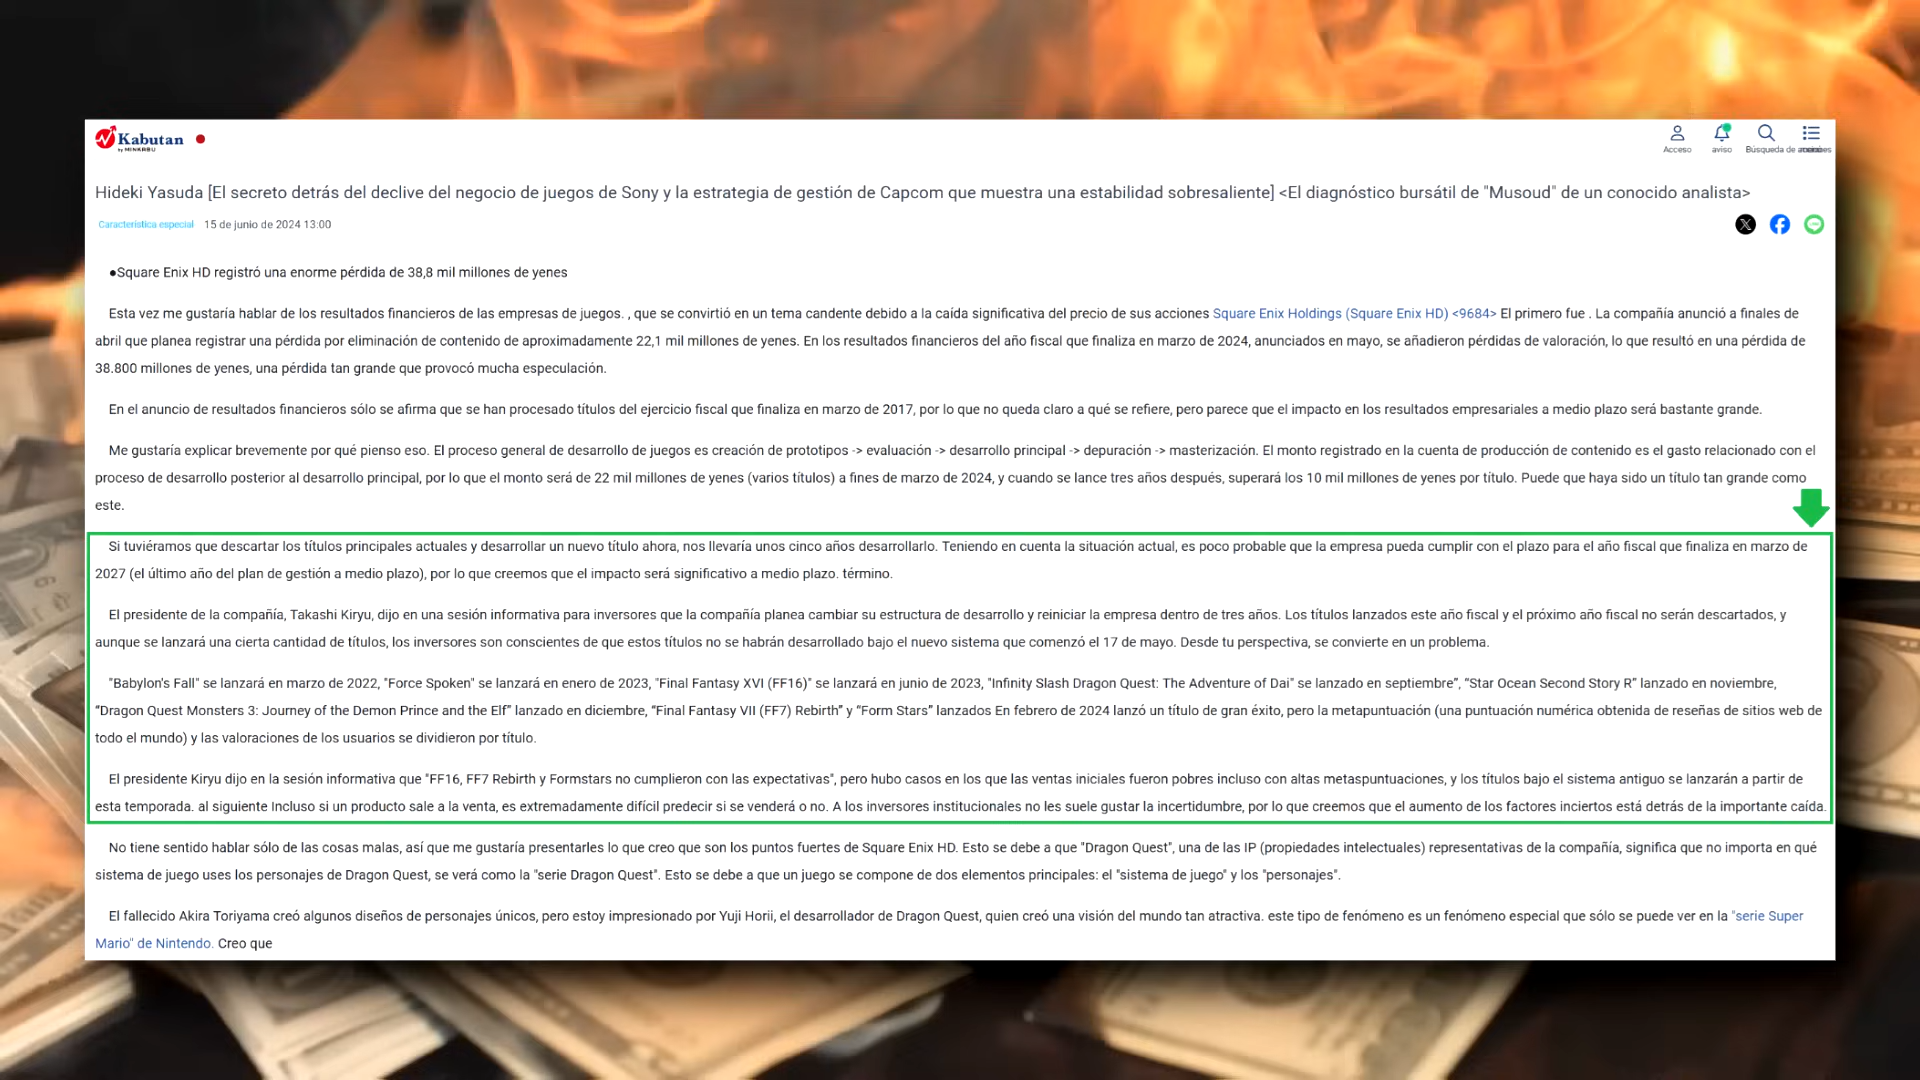 Kabutan
by MINKABU
Acceso
aviso
Búsqueda de
Hideki Yasuda [El secreto detrás del declive del negocio de juegos de Sony y la estrategia de gestión de Capcom que muestra una estabilidad sobresaliente] <El diagnóstico bursátil de "Musoud" de un conocido analista>
Característica especial 15 de junio de 2024 13:00
●Square Enix HD registró una enorme pérdida de 38,8 mil millones de yenes
Esta vez me gustaría hablar de los resultados financieros de las empresas de juegos. , que se convirtió en un tema candente debido a la caída significativa del precio de sus acciones Square Enix Holdings (Square Enix HD) <9684> El primero fue . La compañía anunció a finales de
abril que planea registrar una pérdida por eliminación de contenido de aproximadamente 22,1 mil millones de yenes. En los resultados financieros del año fiscal que finaliza en marzo de 2024, anunciados en mayo, se añadieron pérdidas de valoración, lo que resultó en una pérdida de
38.800 millones de yenes, una pérdida tan grande que provocó mucha especulación.
En el anuncio de resultados financieros sólo se afirma que se han procesado títulos del ejercicio fiscal que finaliza en marzo de 2017, por lo que no queda claro a qué se refiere, pero parece que el impacto en los resultados empresariales a medio plazo será bastante grande.
Me gustaría explicar brevemente por qué pienso eso. El proceso general de desarrollo de juegos es creación de prototipos -> evaluación -> desarrollo principal -> depuración -> masterización. El monto registrado en la cuenta de producción de contenido es el gasto relacionado con el
proceso de desarrollo posterior al desarrollo principal, por lo que el monto será de 22 mil millones de yenes (varios títulos) a fines de marzo de 2024, y cuando se lance tres años después, superará los 10 mil millones de yenes por título. Puede que haya sido un título tan grande como
este.
Si tuviéramos que descartar los títulos principales actuales y desarrollar un nuevo título ahora, nos llevaría unos cinco años desarrollarlo. Teniendo en cuenta la situación actual, es poco probable que la empresa pueda cumplir con el plazo para el año fiscal que finaliza en marzo de
2027 (el último año del plan de gestión a medio plazo), por lo que creemos que el impacto será significativo a medio plazo. término.
El presidente de la compañía, Takashi Kiryu, dijo en una sesión informativa para inversores que la compañía planea cambiar su estructura de desarrollo y reiniciar la empresa dentro de tres años. Los títulos lanzados este año fiscal y el próximo año fiscal no serán descartados, y
aunque se lanzará una cierta cantidad de títulos, los inversores son conscientes de que estos títulos no se habrán desarrollado bajo el nuevo sistema que comenzó el 17 de mayo. Desde tu perspectiva, se convierte en un problema.
"Babylon's Fall" se lanzará en marzo de 2022, "Force Spoken" se lanzará en enero de 2023, "Final Fantasy XVI (FF16)" se lanzará en junio de 2023, "Infinity Slash Dragon Quest: The Adventure of Dai" se lanzado en septiembre”, “Star Ocean Second Story R” lanzado en noviembre,
“Dragon Quest Monsters 3: Journey of the Demon Prince and the Elf” lanzado en diciembre, “Final Fantasy VII (FF7) Rebirth” y “Form Stars” lanzados En febrero de 2024 lanzó un título de gran éxito, pero la metapuntuación (una puntuación numérica obtenida de reseñas de sitios web de
todo el mundo) y las valoraciones de los usuarios se dividieron por título.
El presidente Kiryu dijo en la sesión informativa que "FF16, FF7 Rebirth y Formstars no cumplieron con las expectativas", pero hubo casos en los que las ventas iniciales fueron pobres incluso con altas metaspuntuaciones, y los títulos bajo el sistema antiguo se lanzarán a partir de
esta temporada. al siguiente Incluso si un producto sale a la venta, es extremadamente difícil predecir si se venderá o no. A los inversores institucionales no les suele gustar la incertidumbre, por lo que creemos que el aumento de los factores inciertos está detrás de la importante caída.
No tiene sentido hablar sólo de las cosas malas, así que me gustaría presentarles lo que creo que son los puntos fuertes de Square Enix HD. Esto se debe a que "Dragon Quest", una de las IP (propiedades intelectuales) representativas de la compañía, significa que no importa en qué
sistema de juego uses los personajes de Dragon Quest, se verá como la "serie Dragon Quest". Esto se debe a que un juego se compone de dos elementos principales: el "sistema de juego" y los "personajes".
El fallecido Akira Toriyama creó algunos diseños de personajes únicos, pero estoy impresionado por Yuji Horii, el desarrollador de Dragon Quest, quien creó una visión del mundo tan atractiva. este tipo de fenómeno es un fenómeno especial que sólo se puede ver en la "serie Super
Mario" de Nintendo. Creo que